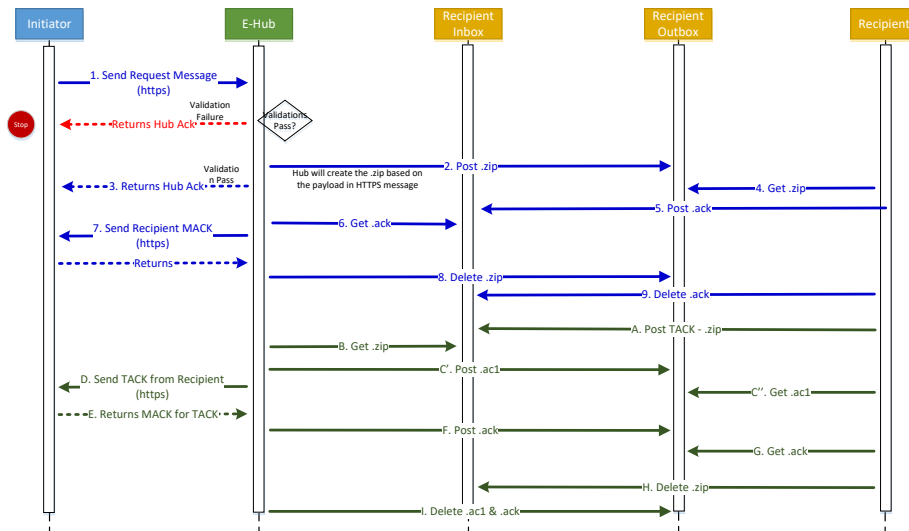 Initiator
E-Hub
Recipient
Inbox
Recipient
Outbox
Recipient
1. Send Request Message
(https)
Validation
Failure
Stop
Returns Hub Ack
Validations
Pass?
2. Post .zip
Hub will create the .zip based on
the payload in HTTPS message
Validatio
n Pass
3. Returns Hub Ack
4. Get .zip
5. Post .ack
6. Get .ack
7. Send Recipient MACK
(https)
Returns
8. Delete .zip
9. Delete .ack
A. Post TACK - .zip
B. Get .zip
C'. Post .ac1
D. Send TACK from Recipient
(https)
C''. Get .ac1
E. Returns MACK for TACK
F. Post .ack
G. Get .ack
H. Delete .zip
I. Delete .ac1 & .ack